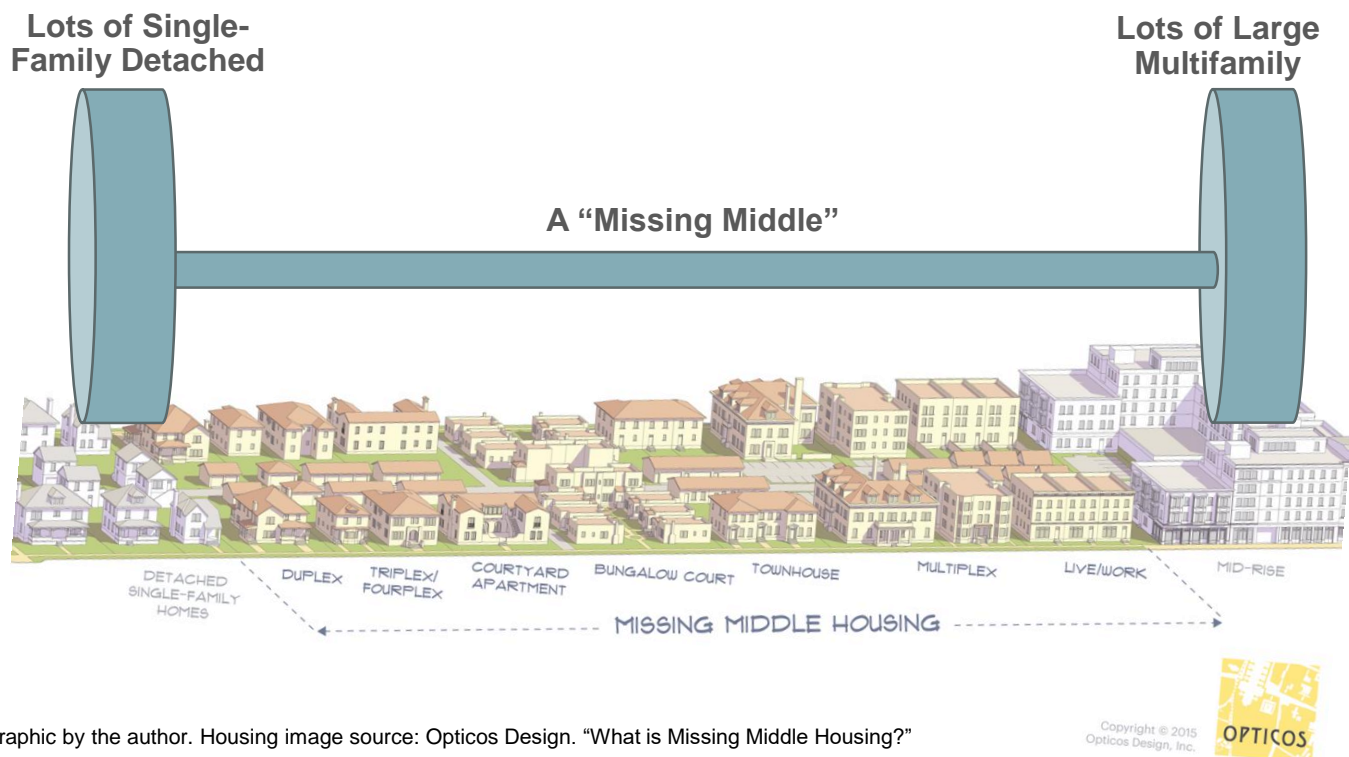 Lots of Single-
Family Detached
Lots of Large
Multifamily
A “Missing Middle”
DETACHED
SINGLE-FAMILY
HOMES
DUPLEX
TRIPLEX/
FOURPLEX
COURTYARD
APARTMENT
BUNGALOW COURT
TOWNHOUSE
MULTIPLEX
LIVE/WORK
MID-RISE
MISSING MIDDLE HOUSING
raphic by the author. Housing image source: Opticos Design. “What is Missing Middle Housing?”
Copyright © 2015
Opticos Design, Inc.
OPTICOS